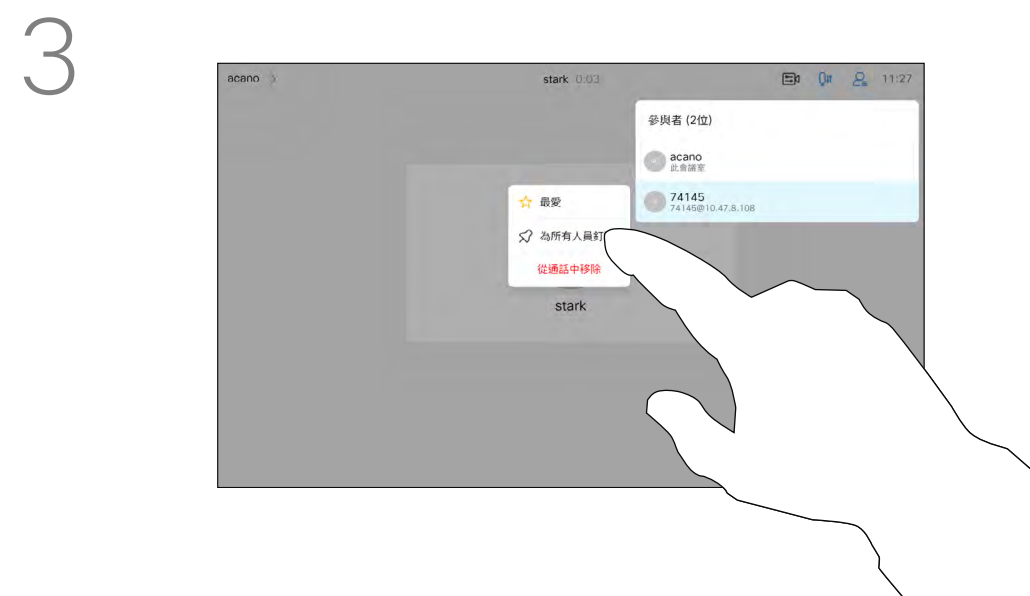 3
acano
stark 0:03
11:27
參與者 (2位)
acano
此會議室
74145
74145@10.47.8.108
最愛
為所有人員釘
從通話中移除
stark